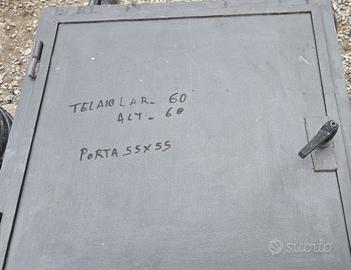 TELAIO LAR- 60
ALT- 60
PORTA 55X55
subito